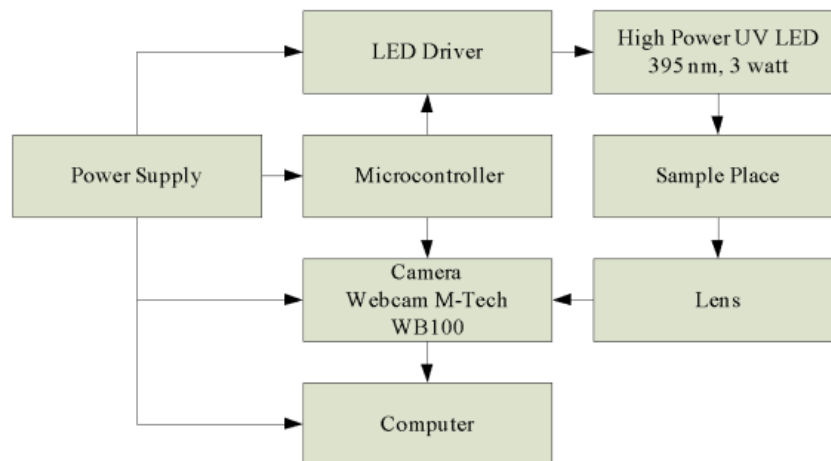 LED Driver
High Power UV LED
395 nm, 3 watt
Power Supply
Microcontroller
Sample Place
Camera
Webcam M-Tech
WB100
Lens
Computer